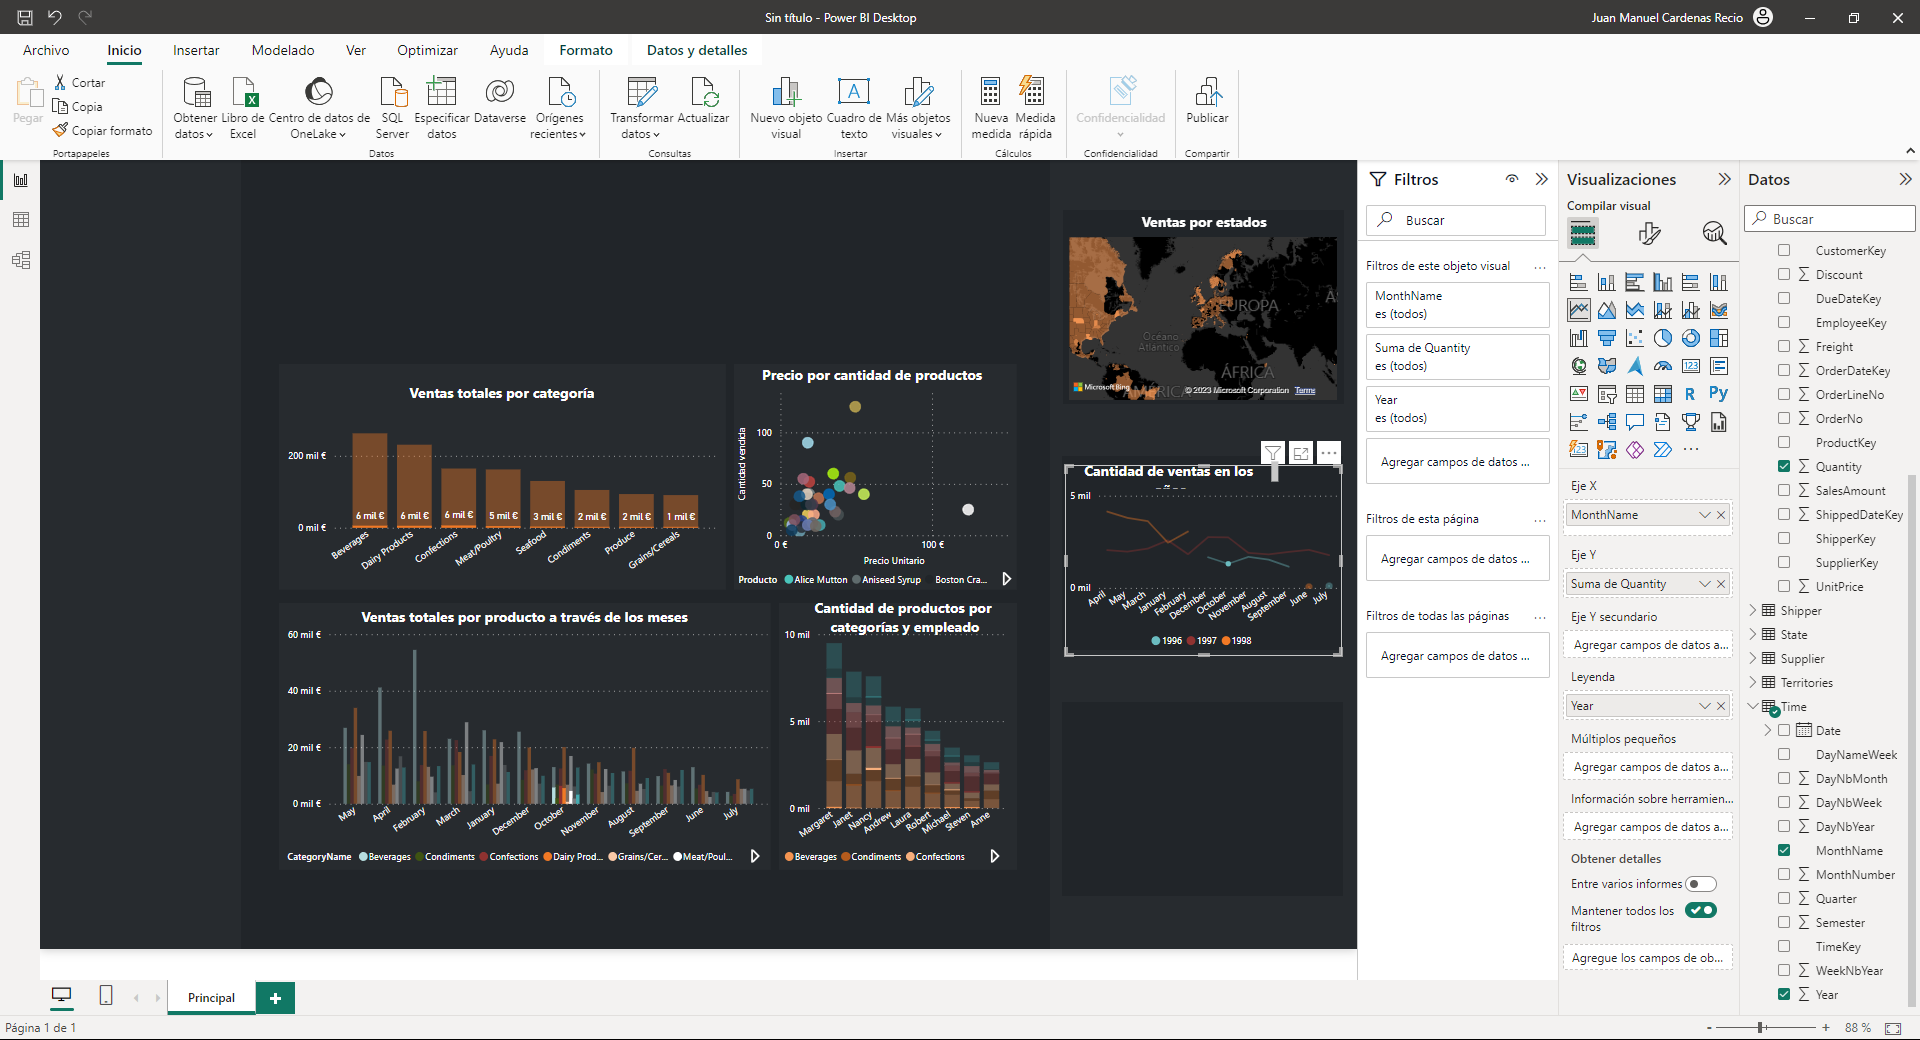 Sin título - Power BI Desktop
Juan Manuel Cardenas Recio
Archivo
Inicio
Insertar
Modelado
Ver
Optimizar
Ayuda
Formato
Datos y detalles
Pegar
Cortar
Copia
Copiar formato
Portapapeles
Obtener datos
Libro de Excel
Centro de datos de OneLake
SQL Server
Especificar datos
Dataverse
Orígenes recientes
Datos
Transformar datos
Actualizar
Consultas
Nuevo objeto visual
Cuadro de texto
Más objetos visuales
Insertar
Nueva medida
Medida rápida
Cálculos
Confidencialidad
Confidencialidad
Publicar
Compartir
Ventas totales por categoría
200 mil €
0 mil €
6 mil €
6 mil €
6 mil €
5 mil €
3 mil €
2 mil €
2 mil €
1 mil €
Beverages
Dairy Products
Confections
Meat/Poultry
Seafood
Condiments
Produce
Grains/Cereals
Precio por cantidad de productos
Cantidad vendida
100
50
0
0 €
100 €
Precio Unitario
Producto
Alice Mutton
Aniseed Syrup
Boston Cra...
Ventas totales por producto a través de los meses
60 mil €
40 mil €
20 mil €
0 mil €
May
April
February
March
January
December
October
November
August
September
June
July
CategoryName
Beverages
Condiments
Confections
Dairy Prod...
Grains/Cer...
Meat/Poul...
Cantidad de productos por
categorías y empleado
10 mil
5 mil
0 mil
Margaret
Janet
Nancy
Andrew
Laura
Robert
Michael
Steven
Anne
Beverages
Condiments
Confections
Ventas por estados
EUROPA
Océano
Atlántico
ÁFRICA
AMÉRICA
Microsoft Bing
© 2023 Microsoft Corporation
Terms
Cantidad de ventas en los
5 mil
0 mil
April
May
March
January
February
December
October
November
August
September
June
July
1996
1997
1998
Filtros
Buscar
Filtros de este objeto visual
MonthName
es (todos)
Suma de Quantity
es (todos)
Year
es (todos)
Agregar campos de datos ...
Filtros de esta página
Agregar campos de datos ...
Filtros de todas las páginas
Agregar campos de datos ...
Visualizaciones
Compilar visual
123
R
Py
123
Eje X
MonthName
Eje Y
Suma de Quantity
Eje Y secundario
Agregar campos de datos a...
Leyenda
Year
Múltiplos pequeños
Agregar campos de datos a...
Información sobre herramien...
Agregar campos de datos a...
Obtener detalles
Entre varios informes
Mantener todos los
filtros
Agregue los campos de ob...
Datos
Buscar
CustomerKey
Discount
DueDateKey
EmployeeKey
Freight
OrderDateKey
OrderLineNo
OrderNo
ProductKey
Quantity
SalesAmount
ShippedDateKey
ShipperKey
SupplierKey
UnitPrice
Shipper
State
Supplier
Territories
Time
Date
DayNameWeek
DayNbMonth
DayNbWeek
DayNbYear
MonthName
MonthNumber
Quarter
Semester
TimeKey
WeekNbYear
Year
Principal
Página 1 de 1
88 %